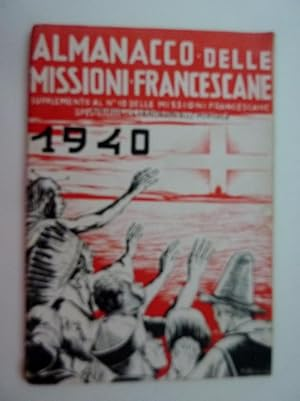 ALMANACCO·DELLE
MISSIONI·FRANCESCANE
SUPPLEMENTO AL N° 10 DELLE MISSIONI FRANCESCANE
1940